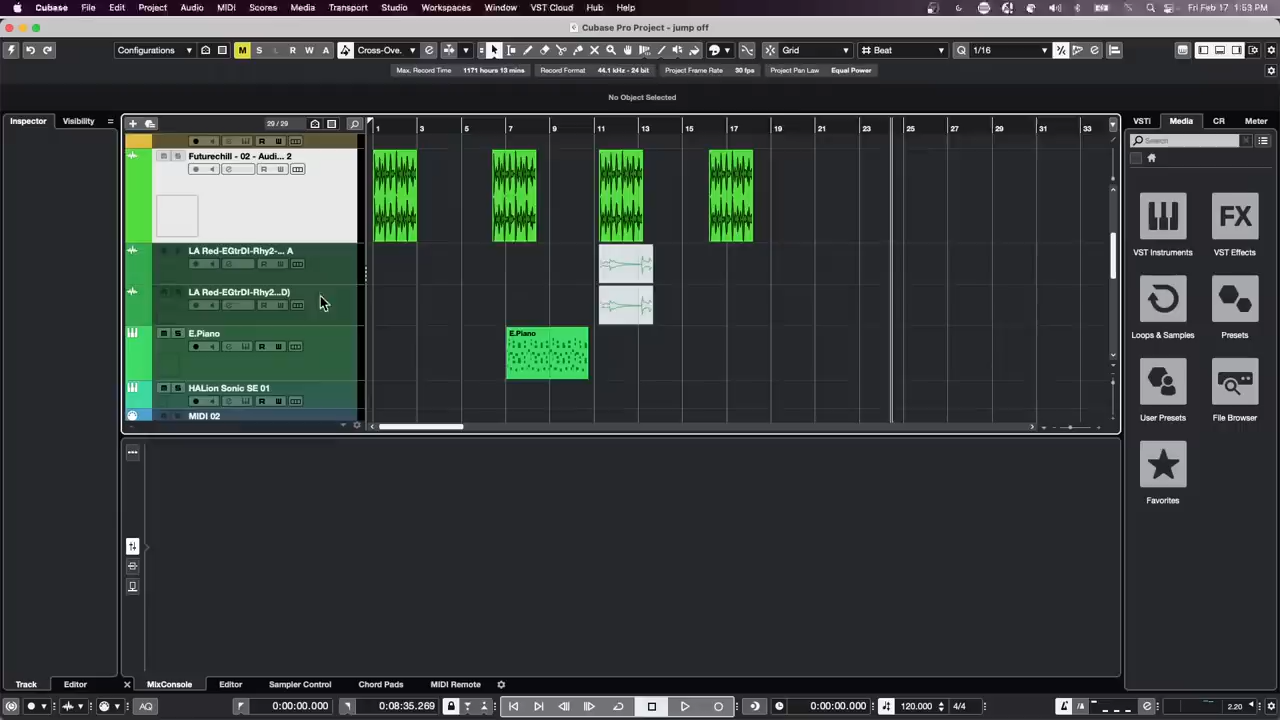 Cubase File Edit Project Audio MIDI Scores Media Transport Studio Workspaces Window VST Cloud Hub Help
Fri Feb 17 1:53 PM
Cubase Pro Project - jump off
Configurations M S L R W A Cross-Ove. Grid Beat Q 1/16
Max. Record Time 1171 hours 13 mins Record Format 44.1 kHz - 24 bit Project Frame Rate 30 fps Project Pan Law Equal Power
No Object Selected
Inspector Visibility
29 / 29
1 3 5 7 9 11 13 15 17 19 21 23 25 27 29 31 33
VSTi Media CR Meter
Search
Futurechill - 02 - Audi... 2
R W
LA Red-EGtrDI-Rhy2-... A
LA Red-EGtrDI-Rhy2...D)
E.Piano
E.Piano
HALion Sonic SE 01
MIDI 02
VST Instruments
FX
VST Effects
Loops & Samples
Presets
User Presets
File Browser
Favorites
Track Editor
MixConsole Editor Sampler Control Chord Pads MIDI Remote
AQ 0:00:00.000 0:08:35.269 0:00:00.000 120.000 4/4 2.20